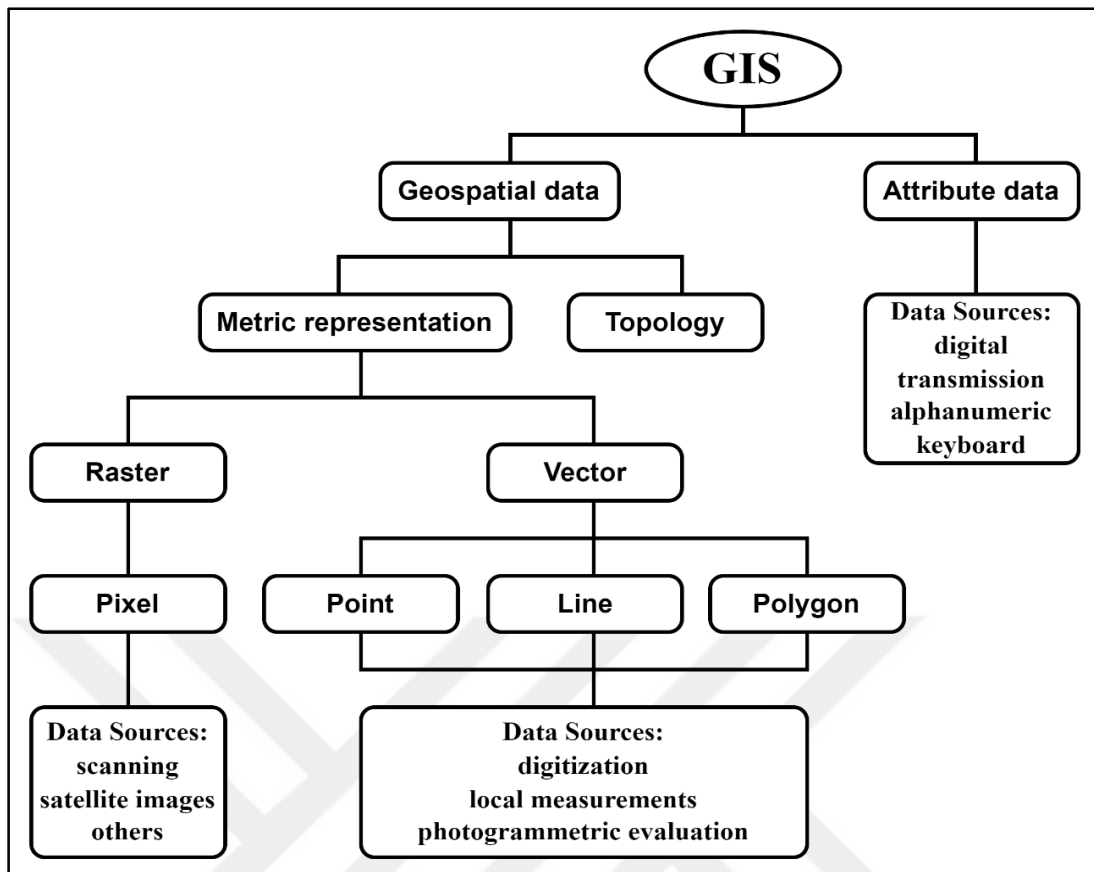 GIS
Geospatial data
Attribute data
Metric representation
Topology
Data Sources:
digital
transmission
alphanumeric
keyboard
Raster
Vector
Pixel
Point
Line
Polygon
Data Sources:
scanning
satellite images
others
Data Sources:
digitization
local measurements
photogrammetric evaluation